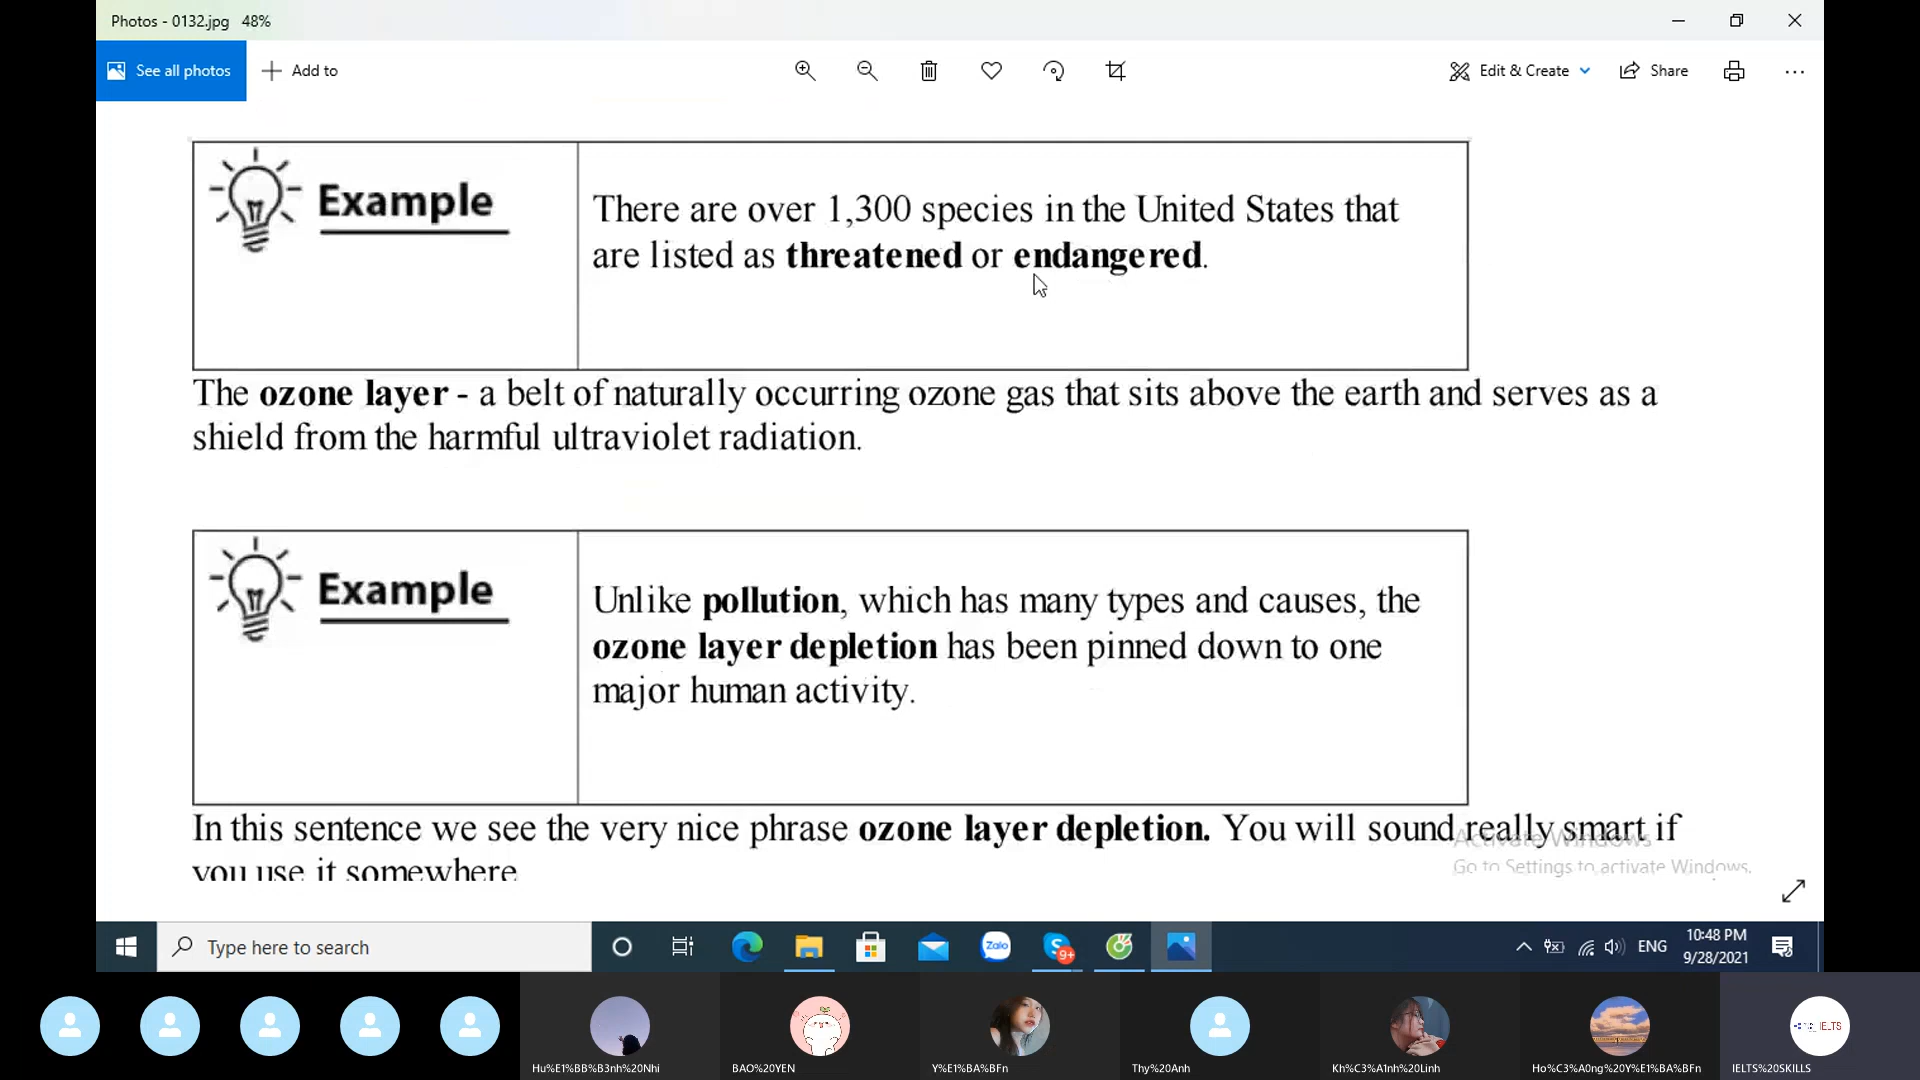 Photos - 0132.jpg 48%
See all photos
Add to
Edit & Create
Share
Example
There are over 1,300 species in the United States that
are listed as threatened or endangered.
The ozone layer - a belt of naturally occurring ozone gas that sits above the earth and serves as a
shield from the harmful ultraviolet radiation.
Example
Unlike pollution, which has many types and causes, the
ozone layer depletion has been pinned down to one
major human activity.
In this sentence we see the very nice phrase ozone layer depletion. You will sound really smart if
you use it somewhere
Activate Windows
Go to Settings to activate Windows.
Type here to search
Zalo
S
9+
ENG
10:48 PM
9/28/2021
Hu%E1%BB%B3nh%20Nhi
BAO%20YEN
Y%E1%BA%BFn
Thy%20Anh
Kh%C3%A1nh%20Linh
Ho%C3%A0ng%20Y%E1%BA%BFn
IELTS
IELTS%20SKILLS